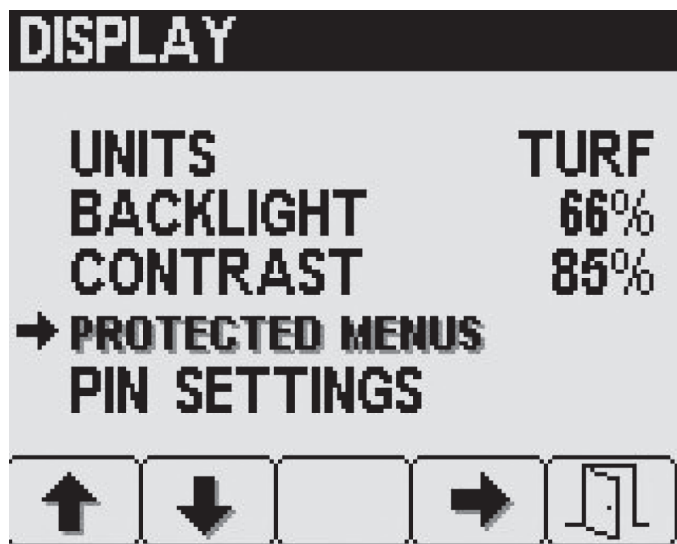 DISPLAY
UNITS TURF
BACKLIGHT 66%
CONTRAST 85%
PROTECTED MENUS
PIN SETTINGS